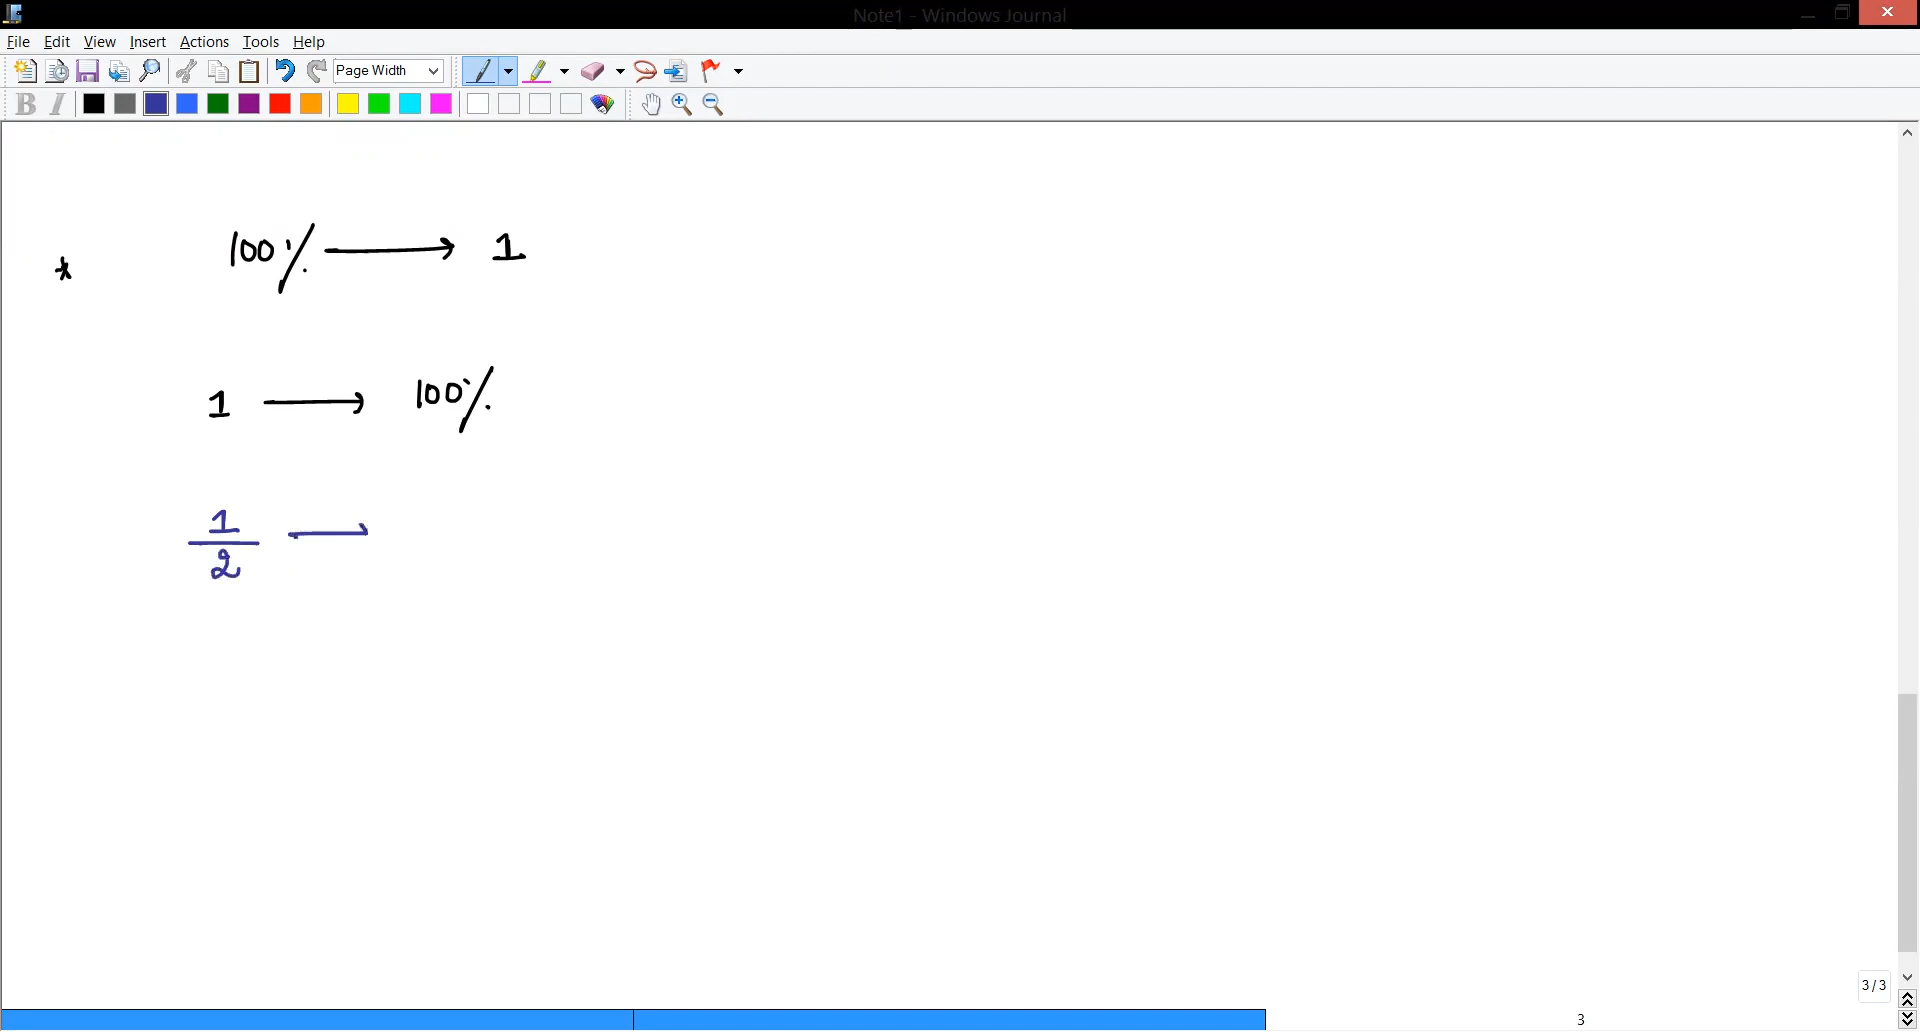 Note1 - Windows Journal
File Edit View Insert Actions Tools Help
Page Width
B I
* 100% → 1
1 → 100%
1/2 →
3 / 3
3